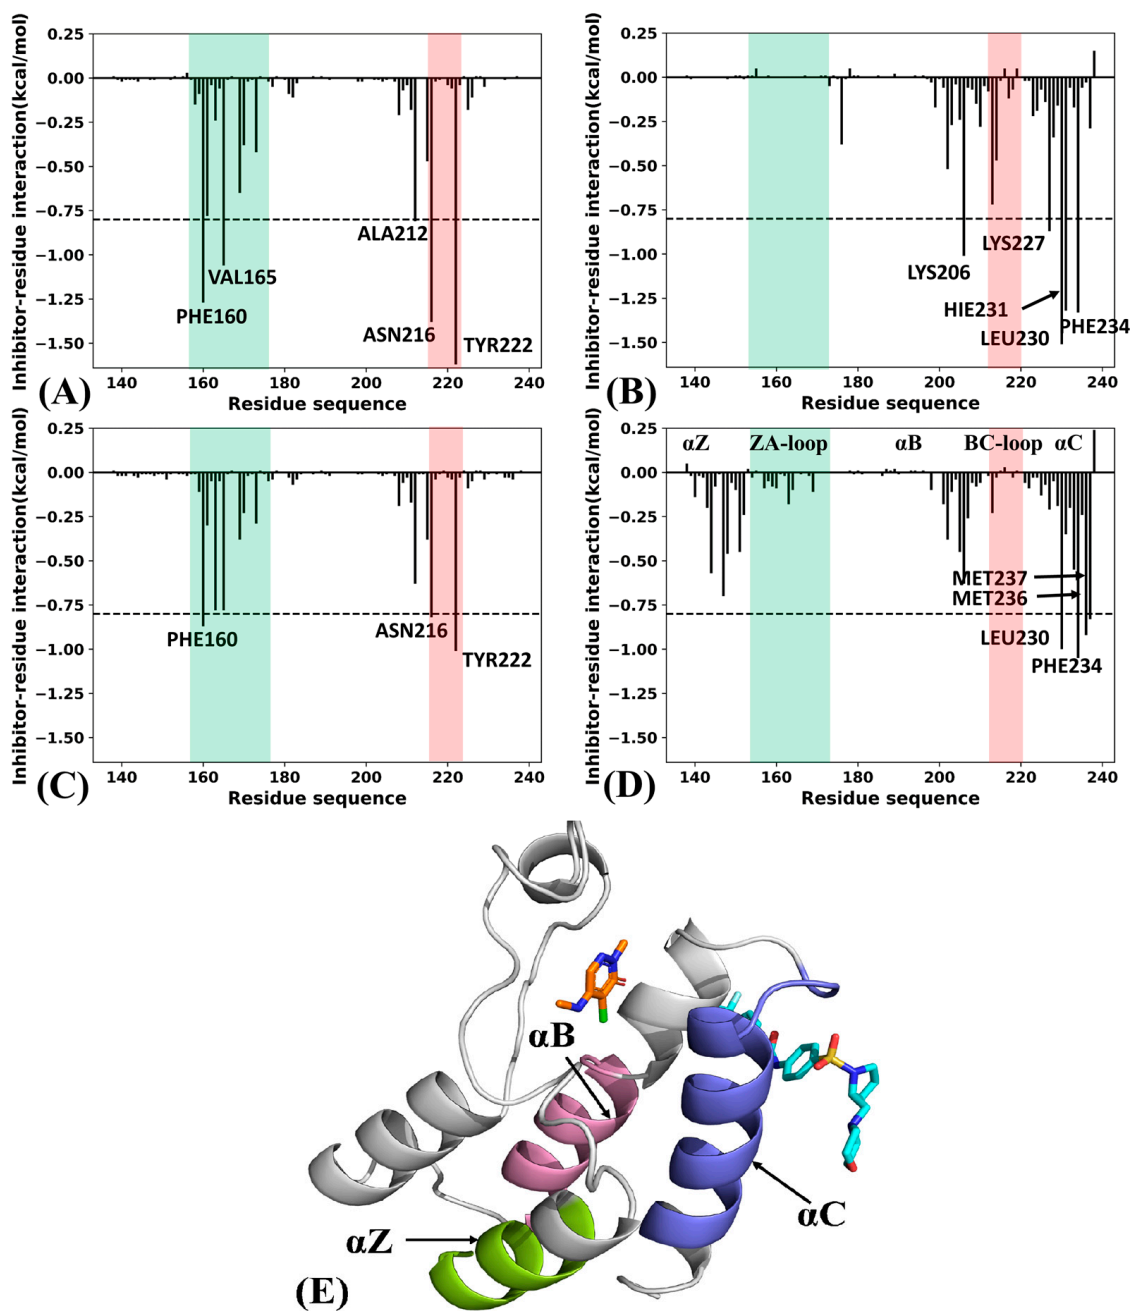 Inhibitor-residue interaction(kcal/mol)
0.25
0.00
−0.25
−0.50
−0.75
−1.00
−1.25
−1.50
ALA212
VAL165
PHE160
ASN216
TYR222
140 160 180 200 220 240
Residue sequence
(A)
Inhibitor-residue interaction(kcal/mol)
0.25
0.00
−0.25
−0.50
−0.75
−1.00
−1.25
−1.50
LYS227
LYS206
HIE231
PHE234
LEU230
140 160 180 200 220 240
Residue sequence
(B)
Inhibitor-residue interaction(kcal/mol)
0.25
0.00
−0.25
−0.50
−0.75
−1.00
−1.25
−1.50
PHE160
ASN216
TYR222
140 160 180 200 220 240
Residue sequence
(C)
Inhibitor-residue interaction(kcal/mol)
0.25
0.00
−0.25
−0.50
−0.75
−1.00
−1.25
−1.50
αZ ZA-loop αB BC-loop αC
MET237
MET236
LEU230
PHE234
140 160 180 200 220 240
Residue sequence
(D)
αB
αC
αZ
(E)